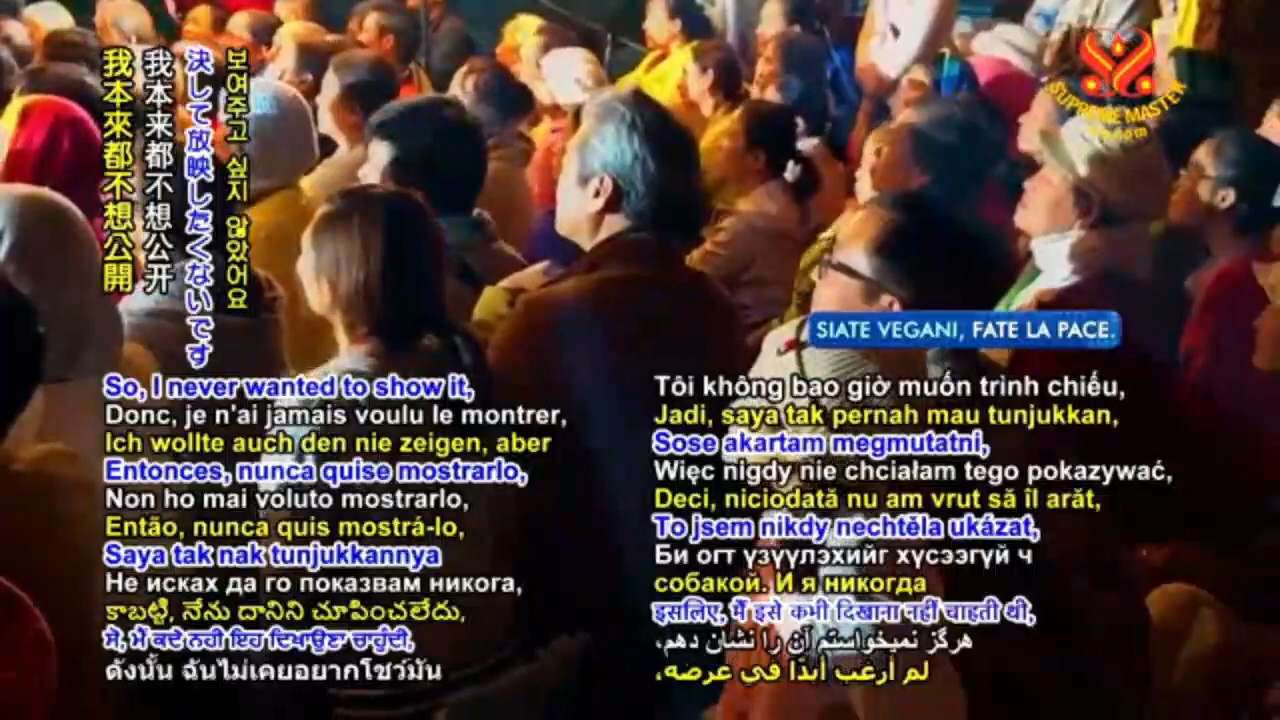 我本來都不想公開
我本来都不想公开
決して放映したくないです
보여주고 싶지 않았어요
SUPREME MASTER
SIATE VEGANI, FATE LA PACE.
So, I never wanted to show it,
Donc, je n'ai jamais voulu le montrer,
Ich wollte auch den nie zeigen, aber
Entonces, nunca quise mostrarlo,
Non ho mai voluto mostrarlo,
Então, nunca quis mostrá-lo,
Saya tak nak tunjukkannya
Не исках да го показвам никога,
కాబట్టి, నేను దానిని చూపించలేదు,
ਸੋ, ਮੈਂ ਕਦੇ ਨਹੀਂ ਇਹ ਦਿਖਾਉਣਾ ਚਾਹੁੰਦੀ,
ดังนั้น ฉันไม่เคยอยากโชว์มัน
Tôi không bao giờ muốn trình chiếu,
Jadi, saya tak pernah mau tunjukkan,
Sose akartam megmutatni,
Więc nigdy nie chciałam tego pokazywać,
Deci, niciodată nu am vrut să îl arăt,
To jsem nikdy nechtěla ukázat,
Би огт үзүүлэхийг хүсээгүй ч
собакой. И я никогда
इसलिए, मैं इसे कभी दिखाना नहीं चाहती थी,
هرگز نمیخواستم آن را نشان دهم،
لم أرغب أبدًا في عرضه،